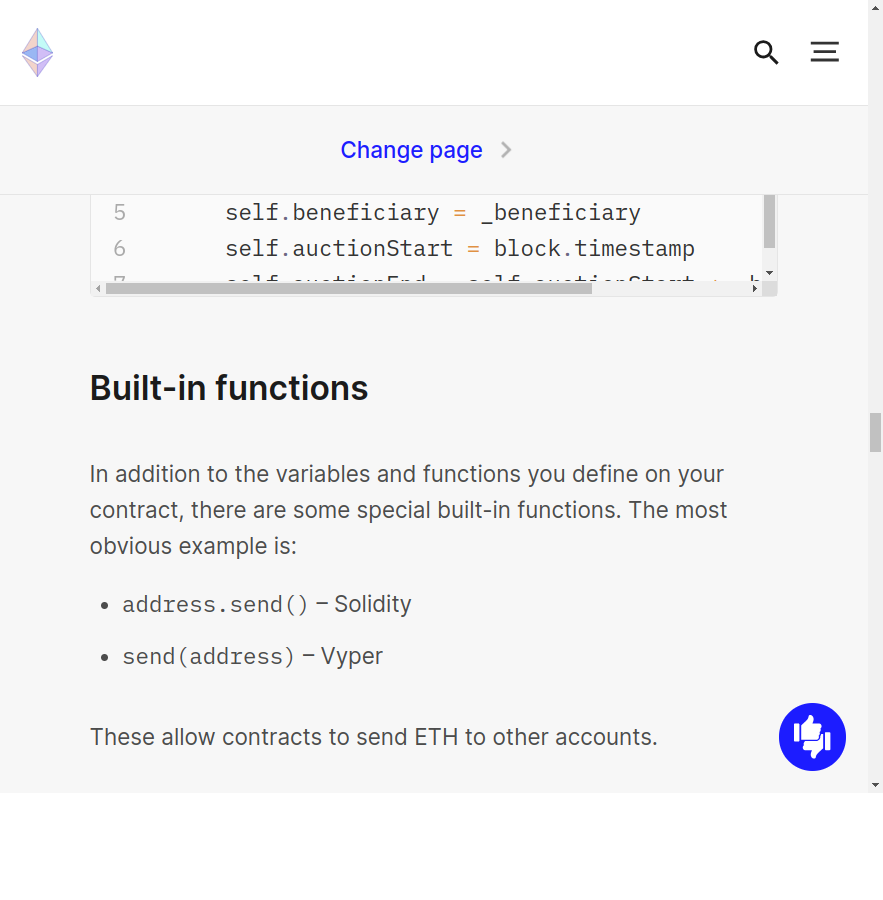 Change page
5 self.beneficiary = _beneficiary
6 self.auctionStart = block.timestamp
Built-in functions
In addition to the variables and functions you define on your
contract, there are some special built-in functions. The most
obvious example is:
• address.send() – Solidity
• send(address) – Vyper
These allow contracts to send ETH to other accounts.